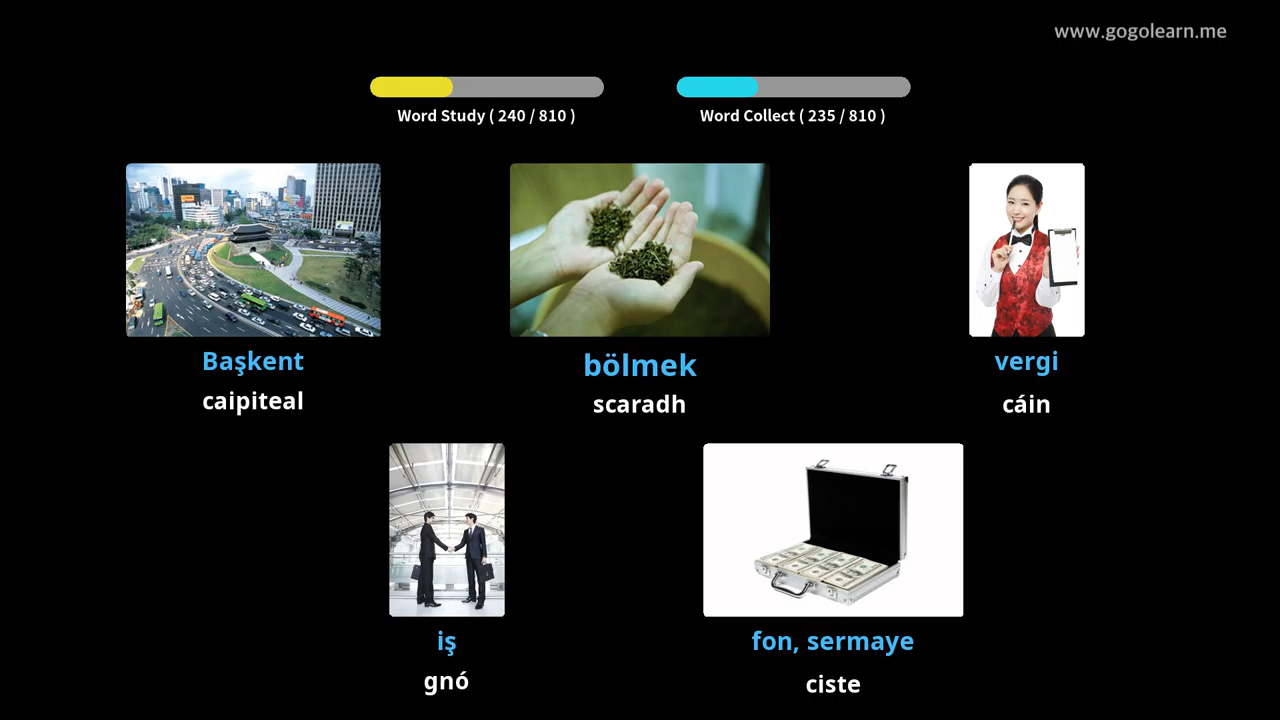 www.gogolearn.me
Word Study ( 240 / 810 )
Word Collect ( 235 / 810 )
Başkent
caipiteal
bölmek
scaradh
vergi
cáin
iş
gnó
fon, sermaye
ciste